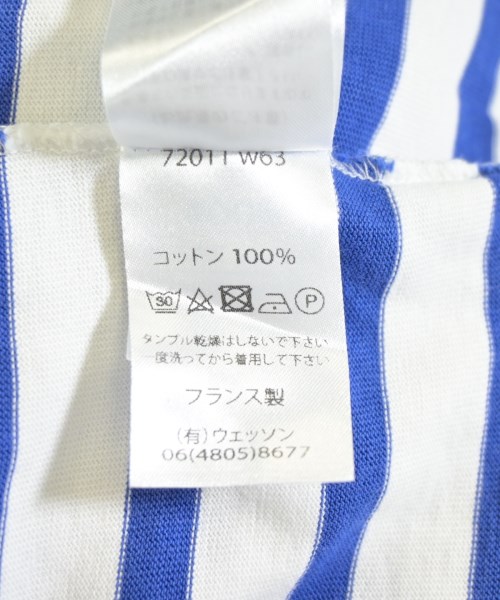 72011 W63
コットン 100%
30 P
タンブル乾燥はしないで下さい
一度洗ってから着用して下さい
フランス製
(有)ウェッソン
06(4805)8677